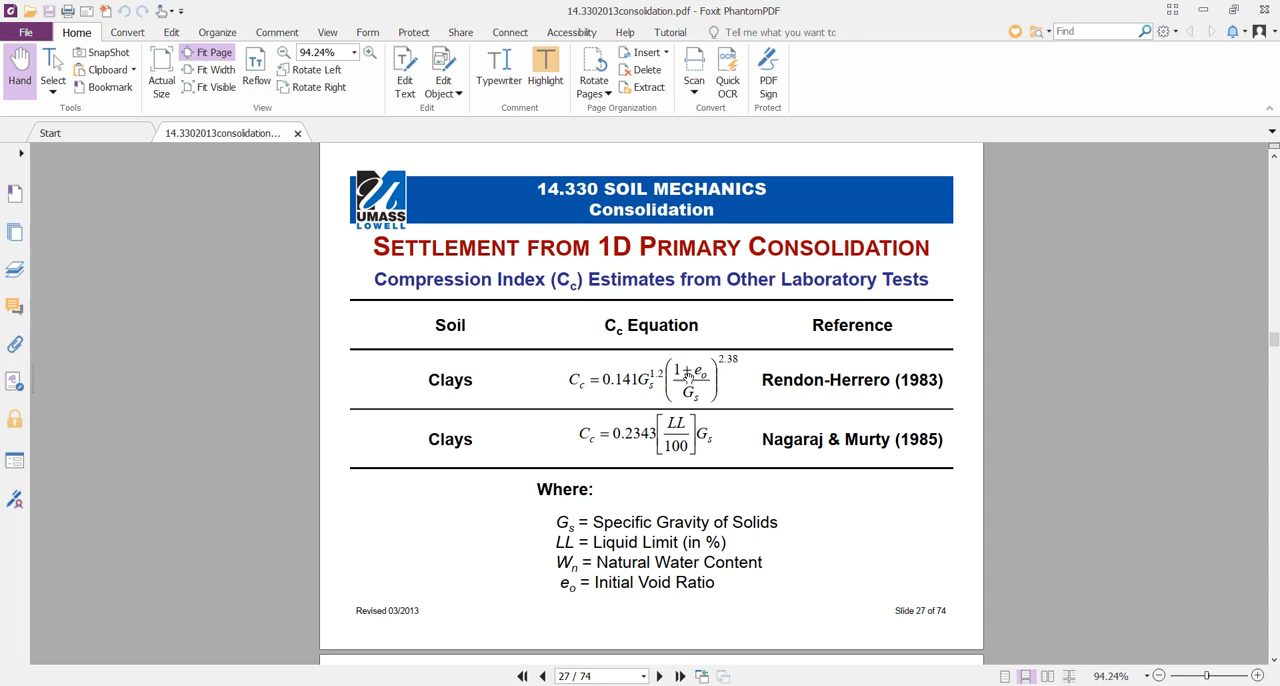 14.3302013consolidation.pdf - Foxit PhantomPDF
File Home Convert Edit Organize Comment View Form Protect Share Connect Accessibility Help Tutorial Tell me what you want to Find
Hand
Select
SnapShot
Clipboard
Bookmark
Tools
Actual Size
Fit Page
Fit Width
Fit Visible
Reflow
94.24%
Rotate Left
Rotate Right
View
Edit Text
Edit Object
Edit
Typewriter
Highlight
Comment
Rotate Pages
Insert
Delete
Extract
Page Organization
Scan
Quick OCR
Convert
PDF Sign
Protect
Start
14.3302013consolidation...
UMASS
LOWELL
14.330 SOIL MECHANICS
Consolidation
SETTLEMENT FROM 1D PRIMARY CONSOLIDATION
Compression Index (Cc) Estimates from Other Laboratory Tests
Soil Cc Equation Reference
Clays Cc = 0.141Gs^1.2 ((1 + eo) / Gs)^2.38 Rendon-Herrero (1983)
Clays Cc = 0.2343 [LL / 100] Gs Nagaraj & Murty (1985)
Where:
Gs = Specific Gravity of Solids
LL = Liquid Limit (in %)
Wn = Natural Water Content
eo = Initial Void Ratio
Revised 03/2013 Slide 27 of 74
27 / 74
94.24%